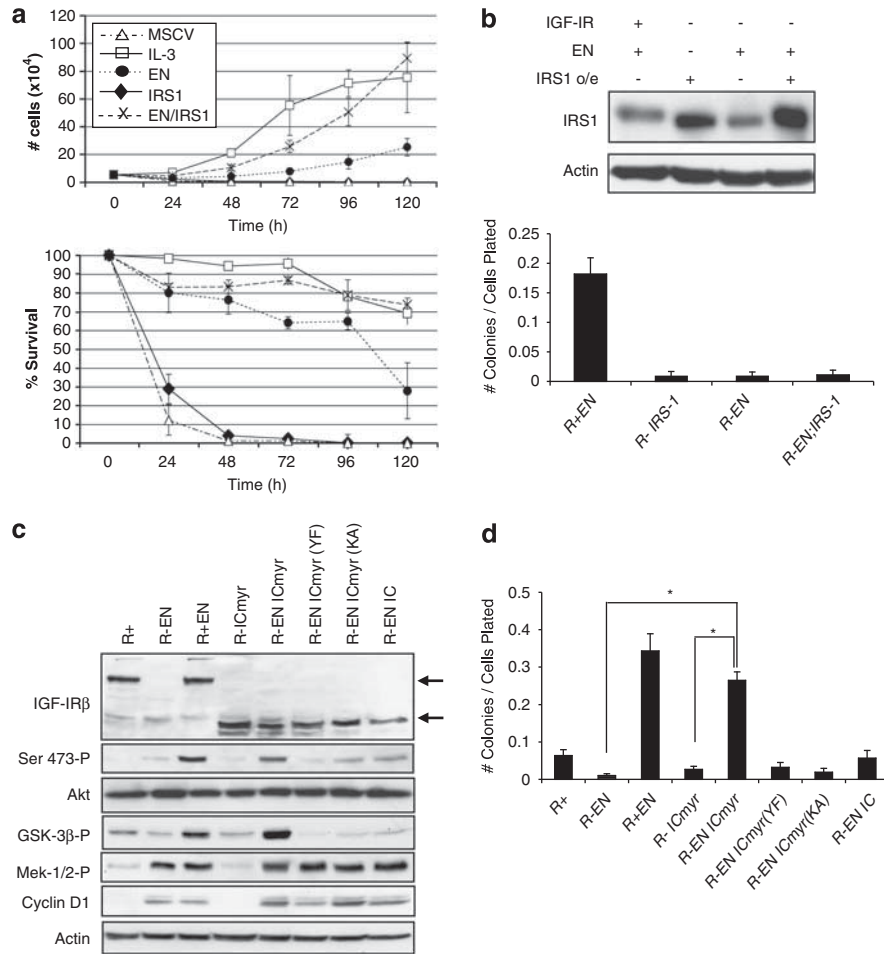 a
# cells (x10⁴)
120
100
80
60
40
20
0
MSCV
IL-3
EN
IRS1
EN/IRS1
0 24 48 72 96 120
Time (h)
% Survival
100
90
80
70
60
50
40
30
20
10
0
0 24 48 72 96 120
Time (h)
b
IGF-IR + - - -
EN + - + +
IRS1 o/e - + - +
IRS1
Actin
# Colonies / Cells Plated
0.25
0.2
0.15
0.1
0.05
0
R+EN
R- IRS-1
R-EN
R-EN;IRS-1
c
R+
R-EN
R+EN
R-ICmyr
R-EN ICmyr
R-EN ICmyr (YF)
R-EN ICmyr (KA)
R-EN IC
IGF-IRβ
Ser 473-P
Akt
GSK-3β-P
Mek-1/2-P
Cyclin D1
Actin
d
# Colonies / Cells Plated
0.5
0.4
0.3
0.2
0.1
0
*
*
R+
R-EN
R+EN
R- ICmyr
R-EN ICmyr
R-EN ICmyr(YF)
R-EN ICmyr(KA)
R-EN IC